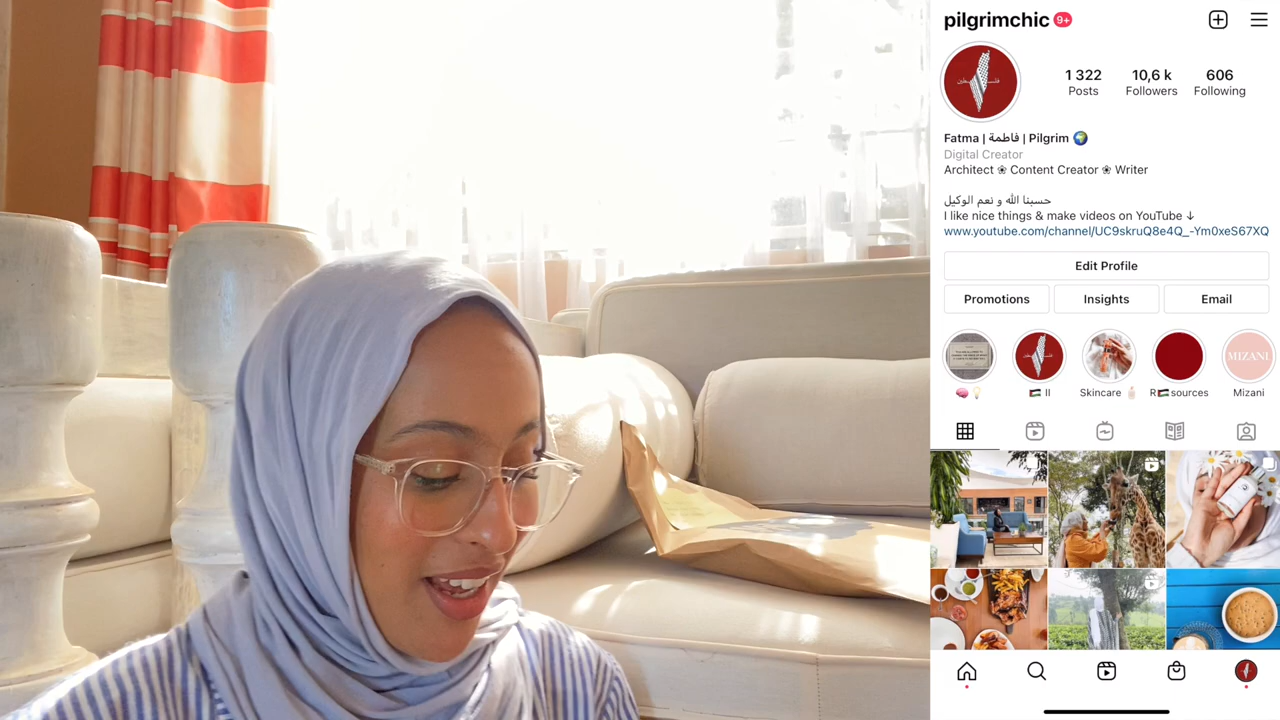 pilgrimchic 9+
1 322
Posts
10,6 k
Followers
606
Following
Fatma | فاطمة | Pilgrim 🌍
Digital Creator
Architect ❀ Content Creator ❀ Writer
حسبنا الله و نعم الوكيل
I like nice things & make videos on YouTube ↓
www.youtube.com/channel/UC9skruQ8e4Q_-Ym0xeS67XQ
Edit Profile
Promotions
Insights
Email
MIZANI
🧠💡
🇵🇸 II
Skincare 🧴
R🇵🇸sources
Mizani